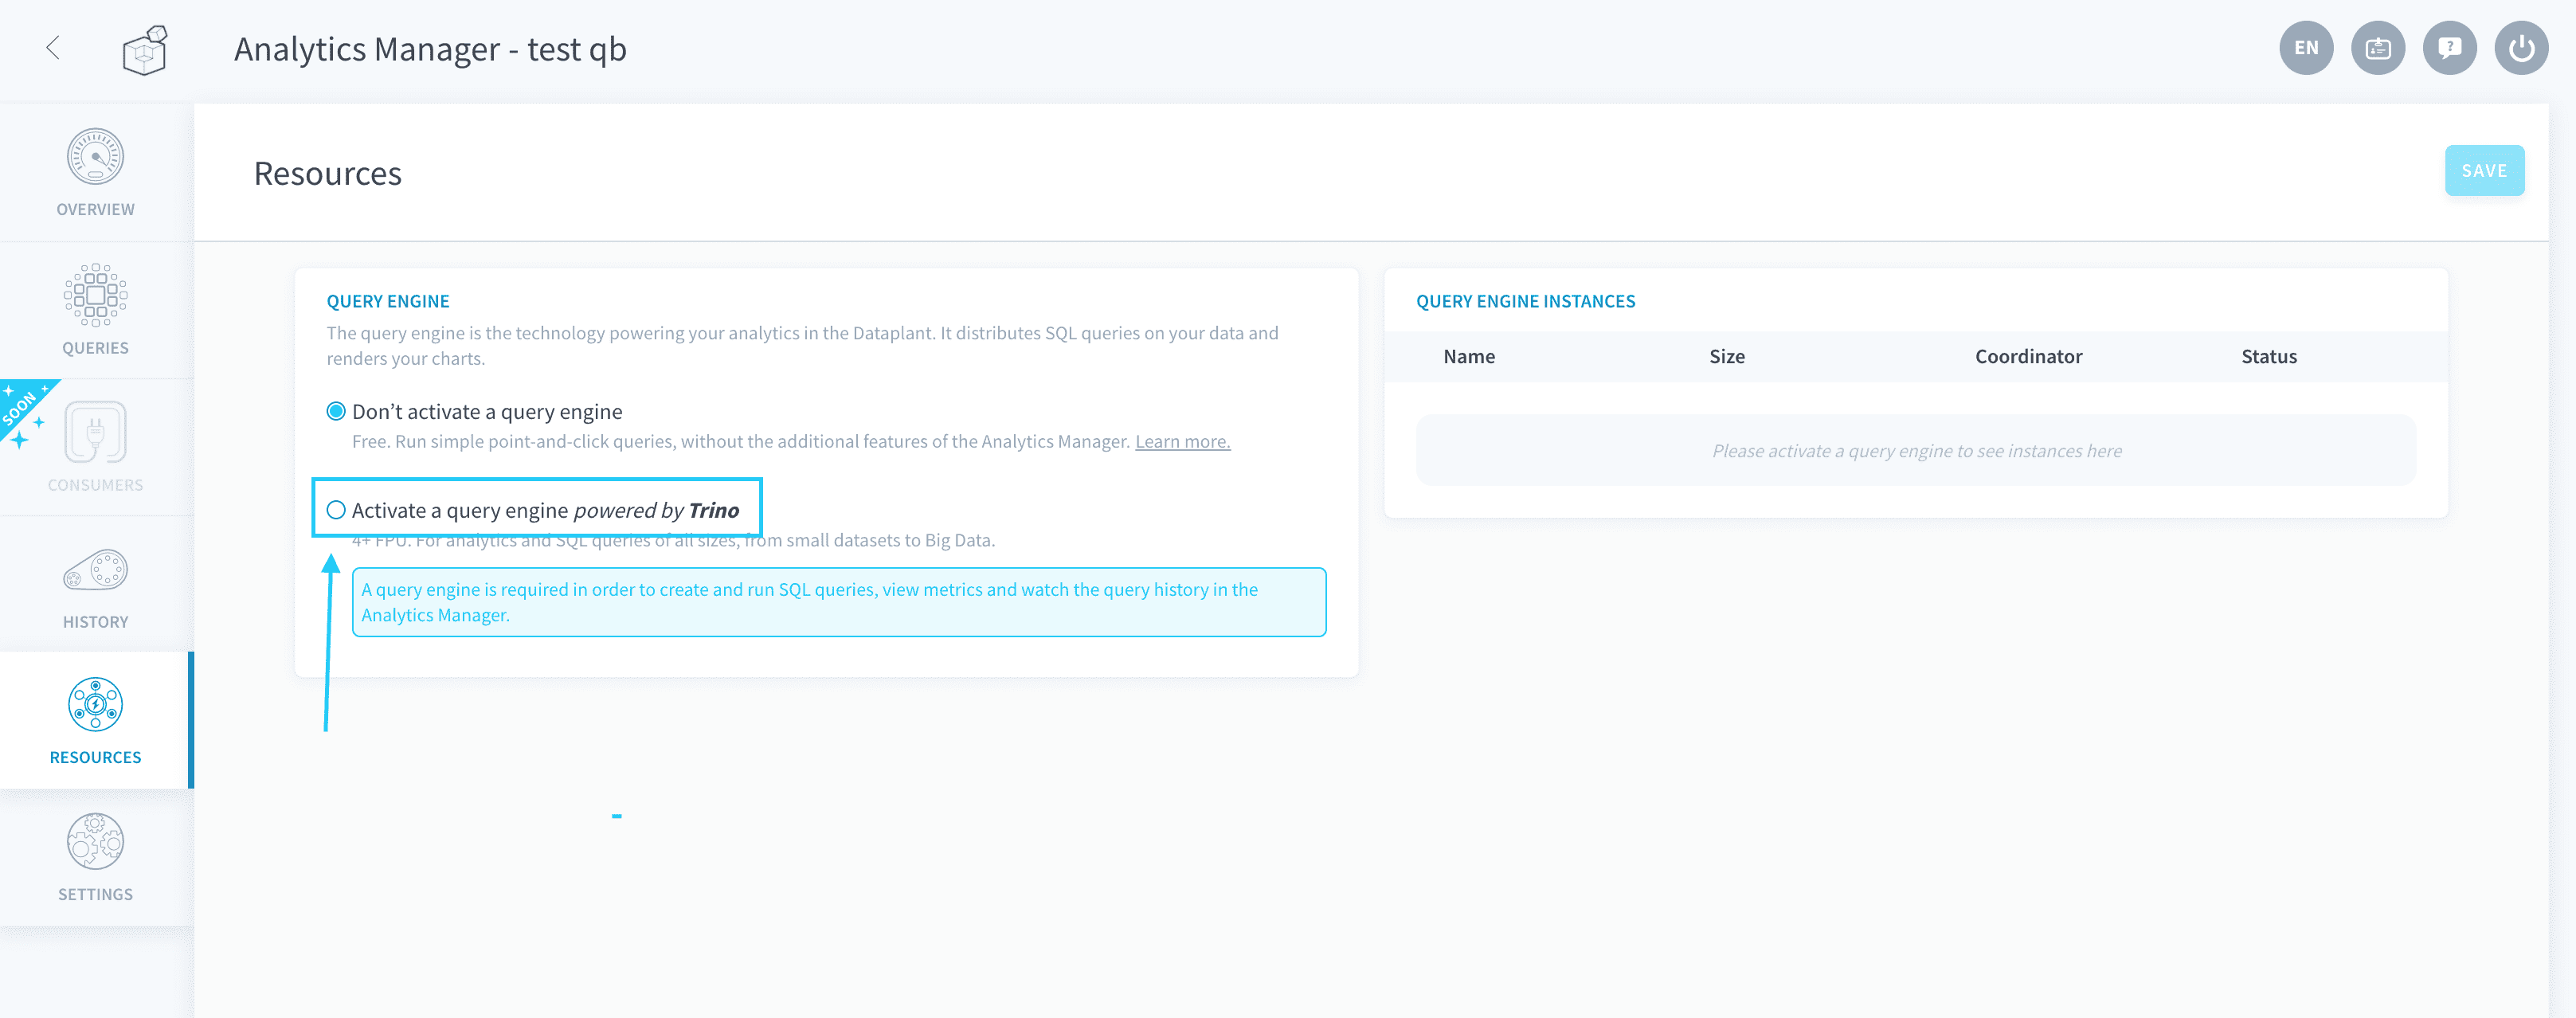 Analytics Manager - test qb
EN
OVERVIEW
QUERIES
SOON
CONSUMERS
HISTORY
RESOURCES
SETTINGS
Resources
SAVE
QUERY ENGINE
The query engine is the technology powering your analytics in the Dataplant. It distributes SQL queries on your data and
renders your charts.
Don’t activate a query engine
Free. Run simple point-and-click queries, without the additional features of the Analytics Manager. Learn more.
Activate a query engine powered by Trino
4+ FPU. For analytics and SQL queries of all sizes, from small datasets to Big Data.
A query engine is required in order to create and run SQL queries, view metrics and watch the query history in the
Analytics Manager.
QUERY ENGINE INSTANCES
Name Size Coordinator Status
Please activate a query engine to see instances here